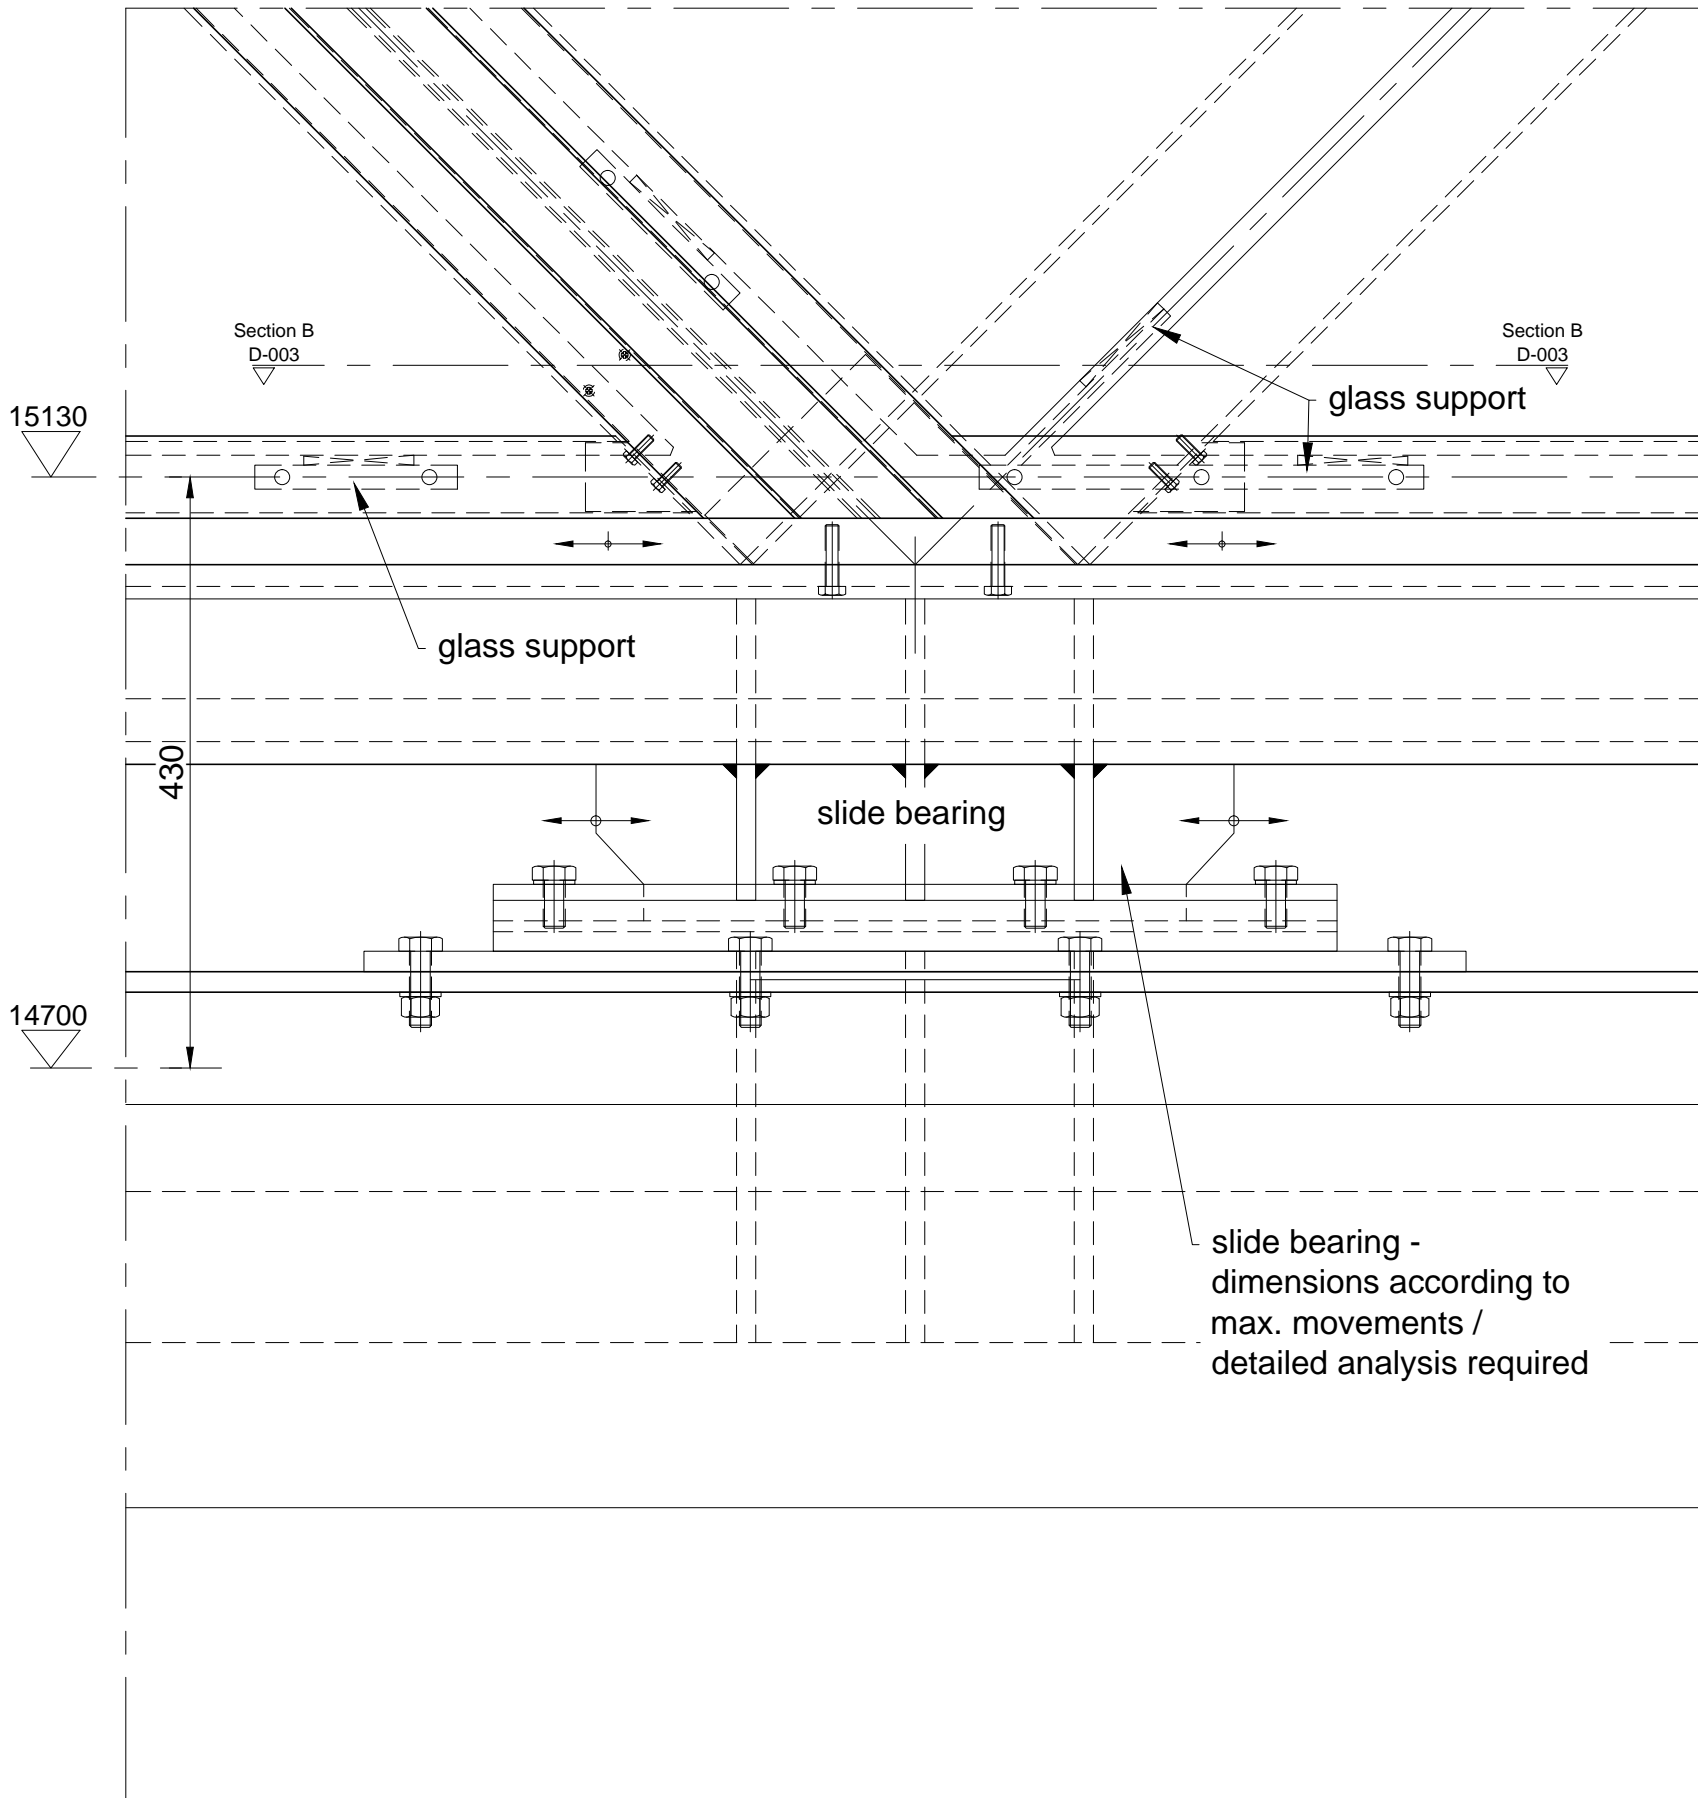 Section B
D-003
Section B
D-003
15130
glass support
glass support
430
slide bearing
14700
slide bearing -
dimensions according to
max. movements /
detailed analysis required